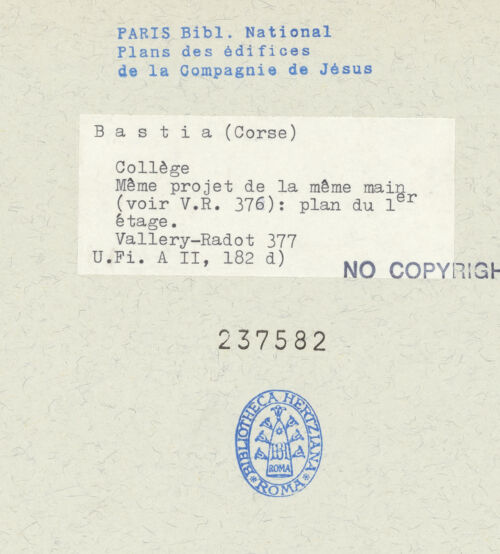 PARIS Bibl. National
Plans des édifices
de la Compagnie de Jésus
Bastia (Corse)
Collège
Même projet de la même main
(voir V.R. 376): plan du 1er
étage.
Vallery-Radot 377
U.Fi. A II, 182 d)
NO COPYRIGH
237582
BIBLIOTHECA HERTZIANA
ROMA
ROMA